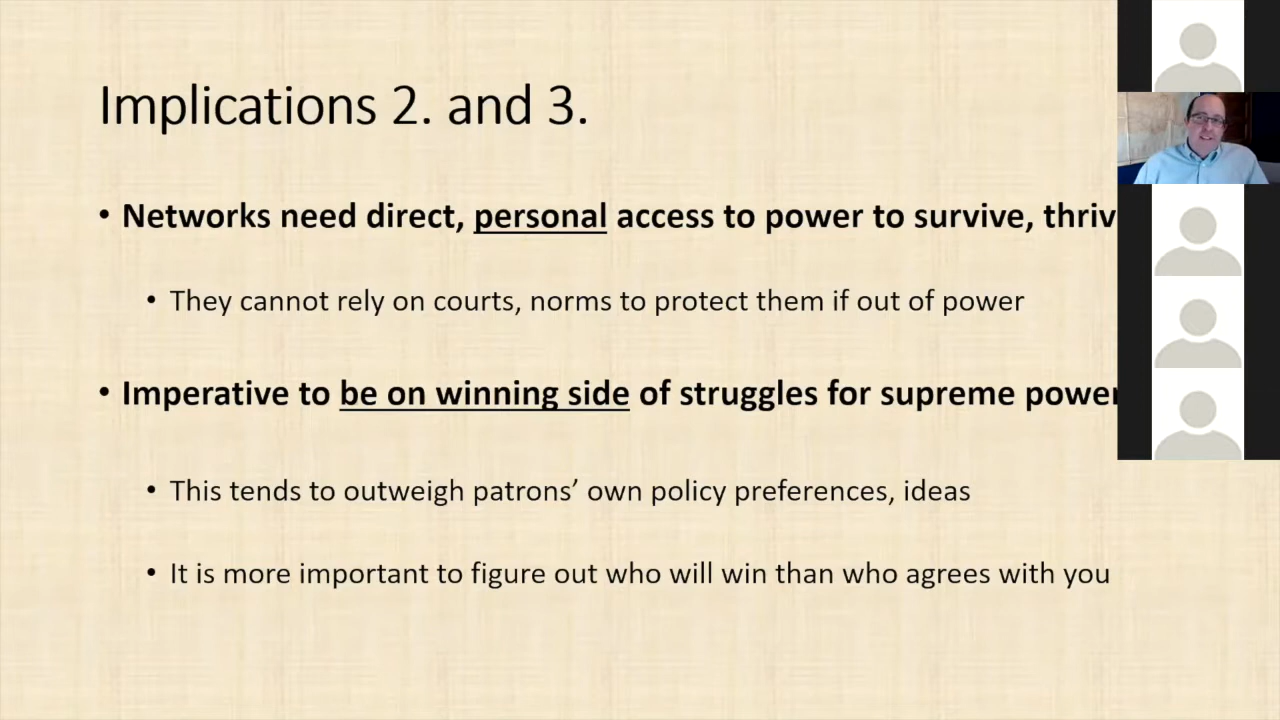 Implications 2. and 3.
• Networks need direct, personal access to power to survive, thriv
• They cannot rely on courts, norms to protect them if out of power
• Imperative to be on winning side of struggles for supreme power
• This tends to outweigh patrons’ own policy preferences, ideas
• It is more important to figure out who will win than who agrees with you